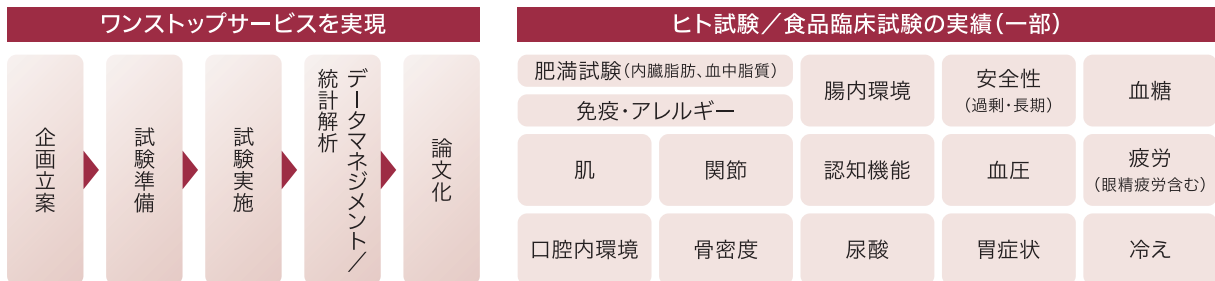 ワンストップサービスを実現
企画立案
試験準備
試験実施
データマネジメント／
統計解析
論文化
ヒト試験／食品臨床試験の実績（一部）
肥満試験（内臓脂肪、血中脂質）
免疫・アレルギー
腸内環境
安全性
（過剰・長期）
血糖
肌
関節
認知機能
血圧
疲労
（眼精疲労含む）
口腔内環境
骨密度
尿酸
胃症状
冷え